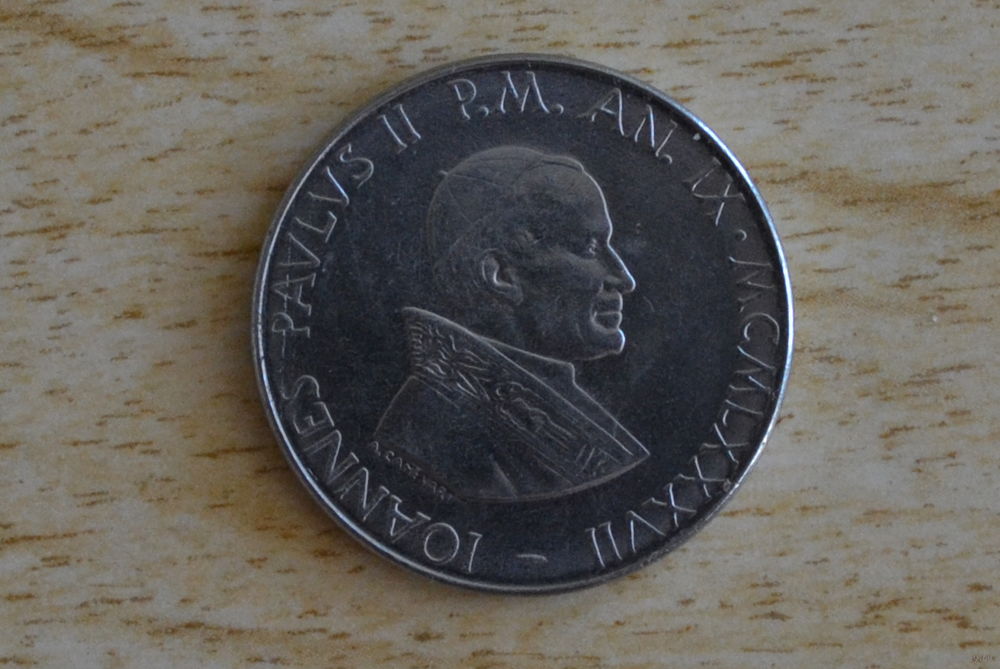 IOANNES PAVLVS II P.M. AN. IX · MCMLXXXVII –